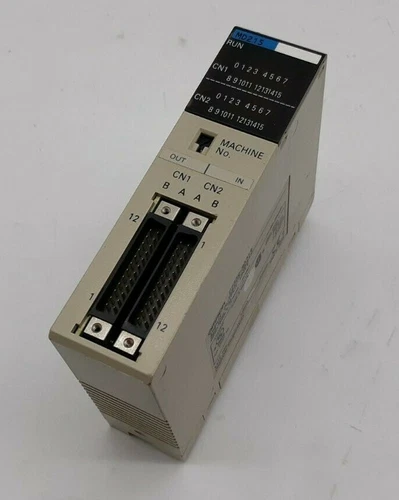 MD215
RUN
CN1 0 1 2 3 4 5 6 7
8 9 10 11 12 13 14 15
CN2 0 1 2 3 4 5 6 7
8 9 10 11 12 13 14 15
MACHINE
No.
OUT IN
CN1 CN2
B A A B
12 1
1 12